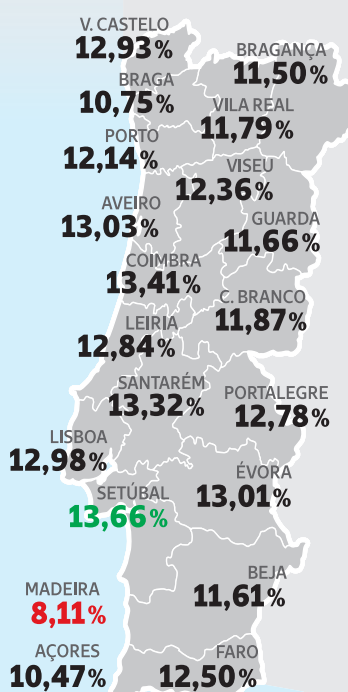 V. CASTELO
12,93%
BRAGANÇA
11,50%
BRAGA
10,75%
VILA REAL
11,79%
PORTO
12,14%
VISEU
12,36%
AVEIRO
13,03%
GUARDA
11,66%
COIMBRA
13,41%
C. BRANCO
11,87%
LEIRIA
12,84%
SANTARÉM
13,32%
PORTALEGRE
12,78%
LISBOA
12,98%
ÉVORA
13,01%
SETÚBAL
13,66%
BEJA
11,61%
MADEIRA
8,11%
AÇORES
10,47%
FARO
12,50%